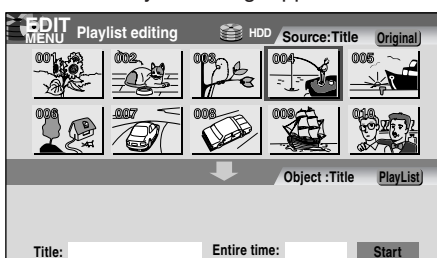 EDIT
MENU Playlist editing HDD Source:Title Original
001 002 003 004 005
006 007 008 009 010
Object :Title PlayList
Title: Entire time: Start